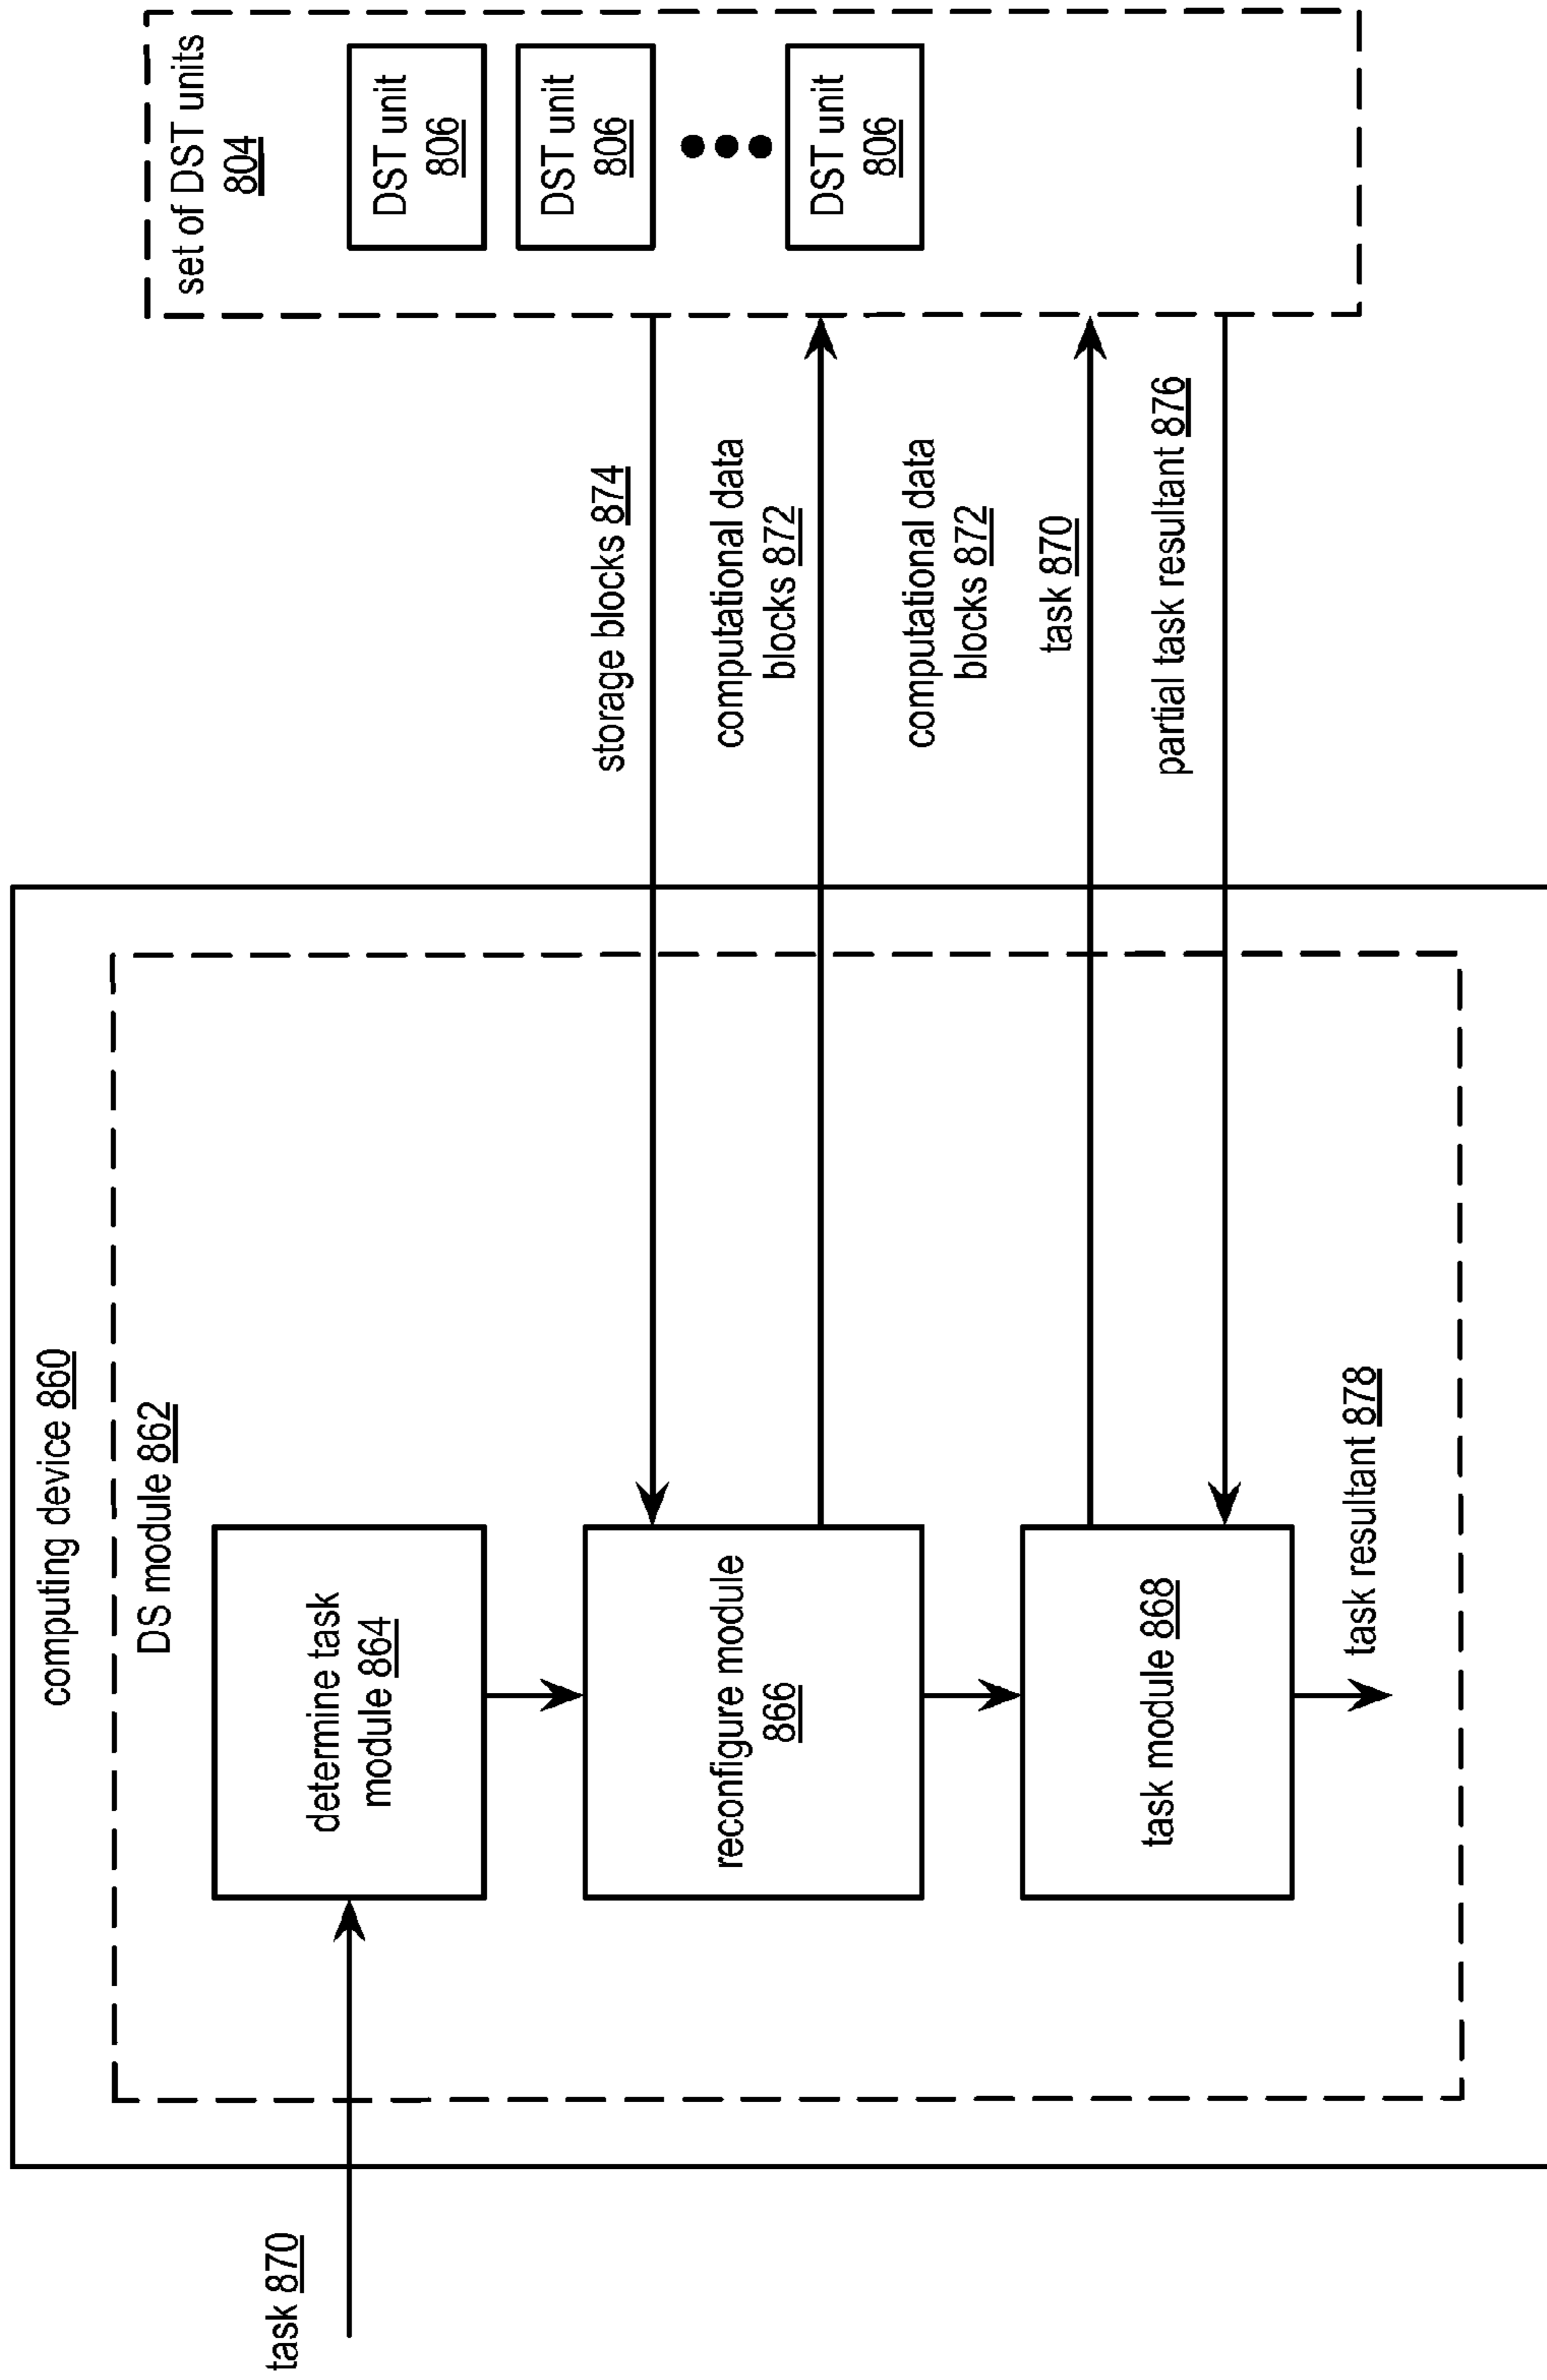 computing device 860
DS module 862
task 870
determine task
module 864
reconfigure module
866
task module 868
task resultant 878
storage blocks 874
computational data
blocks 872
computational data
blocks 872
task 870
partial task resultant 876
set of DST units
804
DST unit
806
DST unit
806
DST unit
806